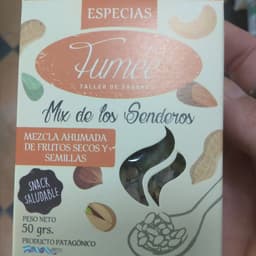 ESPECIAS
Fumée
TALLER DE SABORES
Mix de los Senderos
MEZCLA AHUMADA
DE FRUTOS SECOS Y
SEMILLAS
SNACK
SALUDABLE
PESO NETO
50 grs.
PRODUCTO PATAGÓNICO